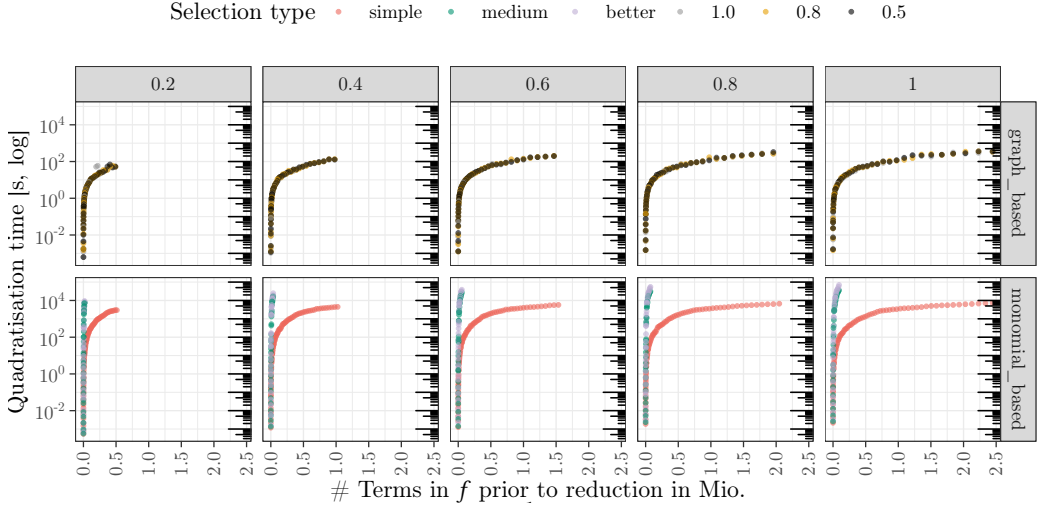 Selection type simple medium better 1.0 0.8 0.5
0.2 0.4 0.6 0.8 1
Quadratisation time [s, log]
10^4
10^2
10^0
10^-2
graph_based
10^4
10^2
10^0
10^-2
monomial_based
0.0 0.5 1.0 1.5 2.0 2.5 0.0 0.5 1.0 1.5 2.0 2.5 0.0 0.5 1.0 1.5 2.0 2.5 0.0 0.5 1.0 1.5 2.0 2.5 0.0 0.5 1.0 1.5 2.0 2.5
# Terms in f prior to reduction in Mio.